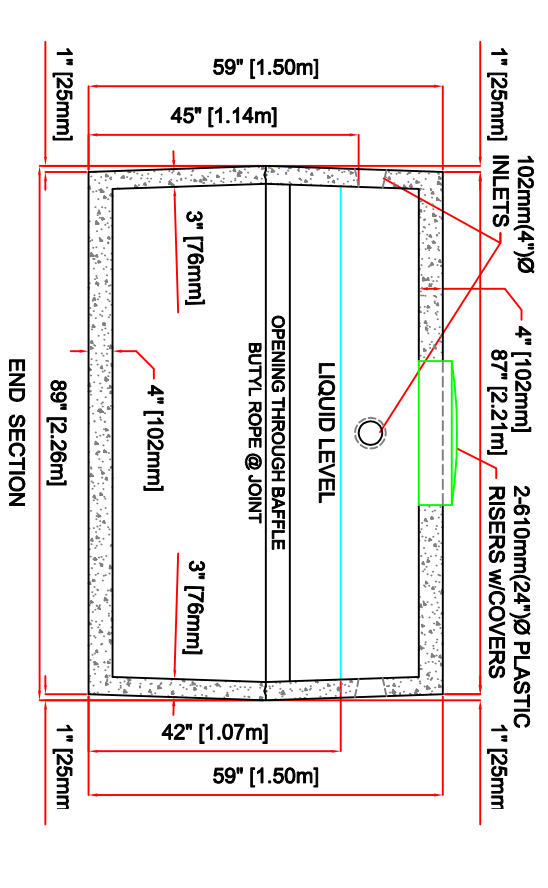 1" [25mm]
59" [1.50m]
45" [1.14m]
1" [25mm]
102mm(4")Ø
INLETS
3" [76mm]
4" [102mm]
87" [2.21m]
OPENING THROUGH BAFFLE
BUTYL ROPE @ JOINT
LIQUID LEVEL
4" [102mm]
89" [2.26m]
END SECTION
2-610mm(24")Ø PLASTIC
RISERS w/COVERS
3" [76mm]
42" [1.07m]
59" [1.50m]
1" [25mm
1" [25mm